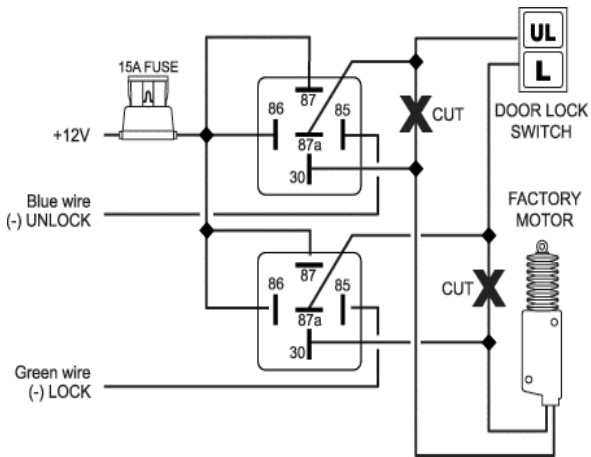 15A FUSE
+12V
Blue wire
(-) UNLOCK
Green wire
(-) LOCK
86
87
85
87a
30
86
87
85
87a
30
CUT
CUT
UL
L
DOOR LOCK
SWITCH
FACTORY
MOTOR